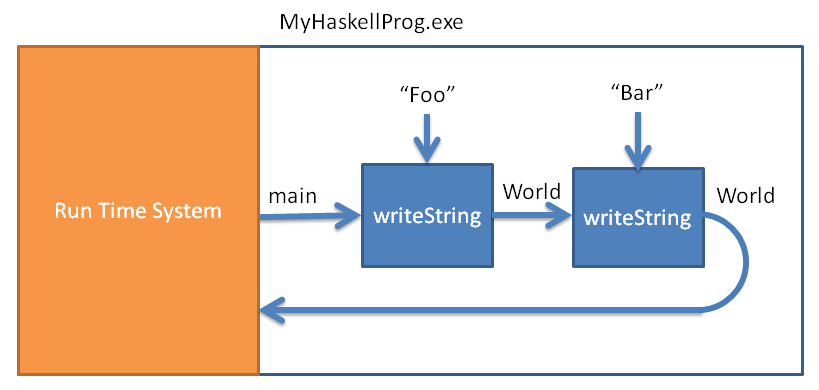 MyHaskellProg.exe
“Foo”
“Bar”
main
World
World
Run Time System
writeString
writeString